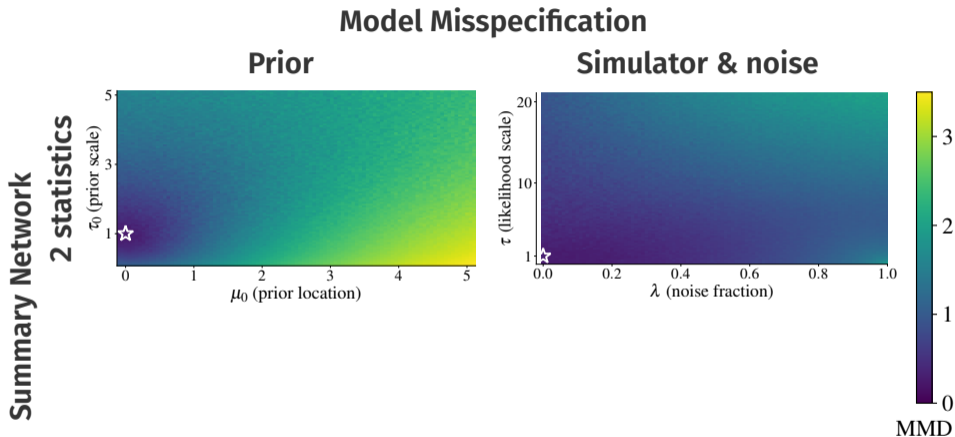 Model Misspecification
Prior
Simulator & noise
Summary Network
2 statistics
τ₀ (prior scale)
5
3
1
0 1 2 3 4 5
μ₀ (prior location)
τ (likelihood scale)
20
10
1
0.0 0.2 0.4 0.6 0.8 1.0
λ (noise fraction)
3
2
1
0
MMD